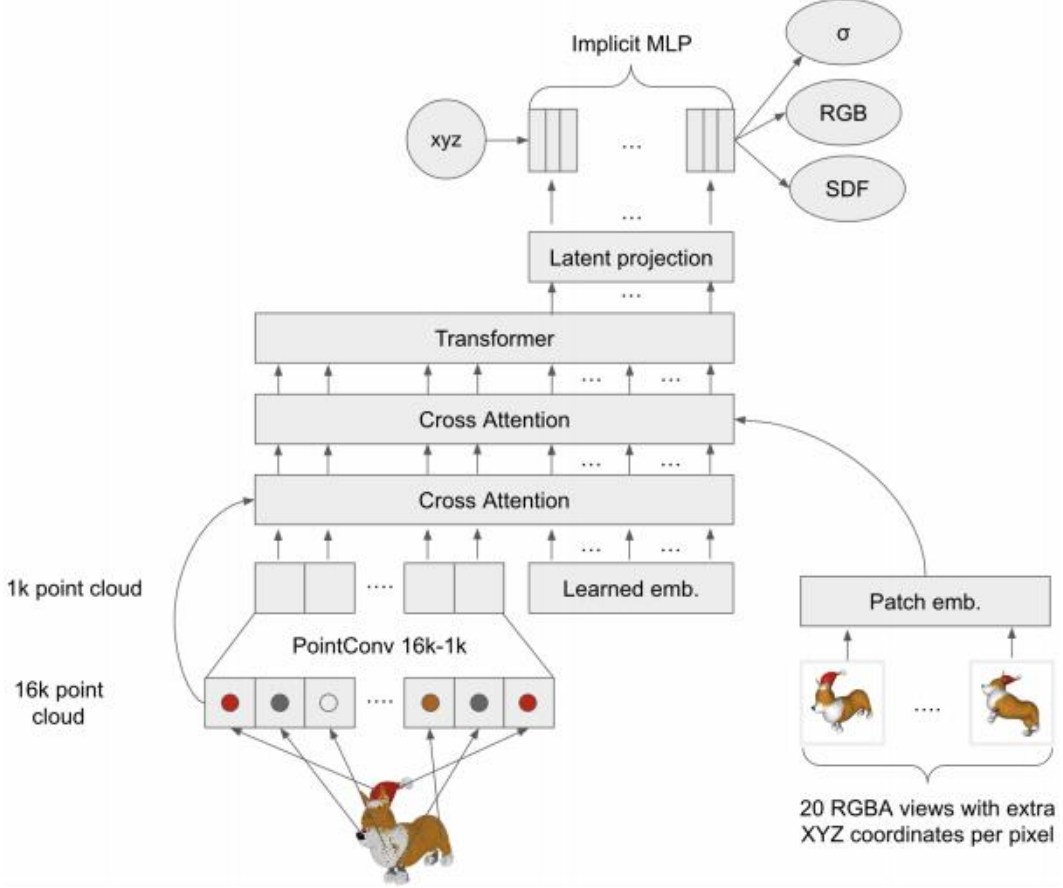 Implicit MLP
σ
xyz
...
RGB
SDF
...
Latent projection
...
Transformer
... ...
Cross Attention
... ...
Cross Attention
... ...
1k point cloud
....
Learned emb.
Patch emb.
PointConv 16k-1k
16k point
cloud
....
....
20 RGBA views with extra
XYZ coordinates per pixel